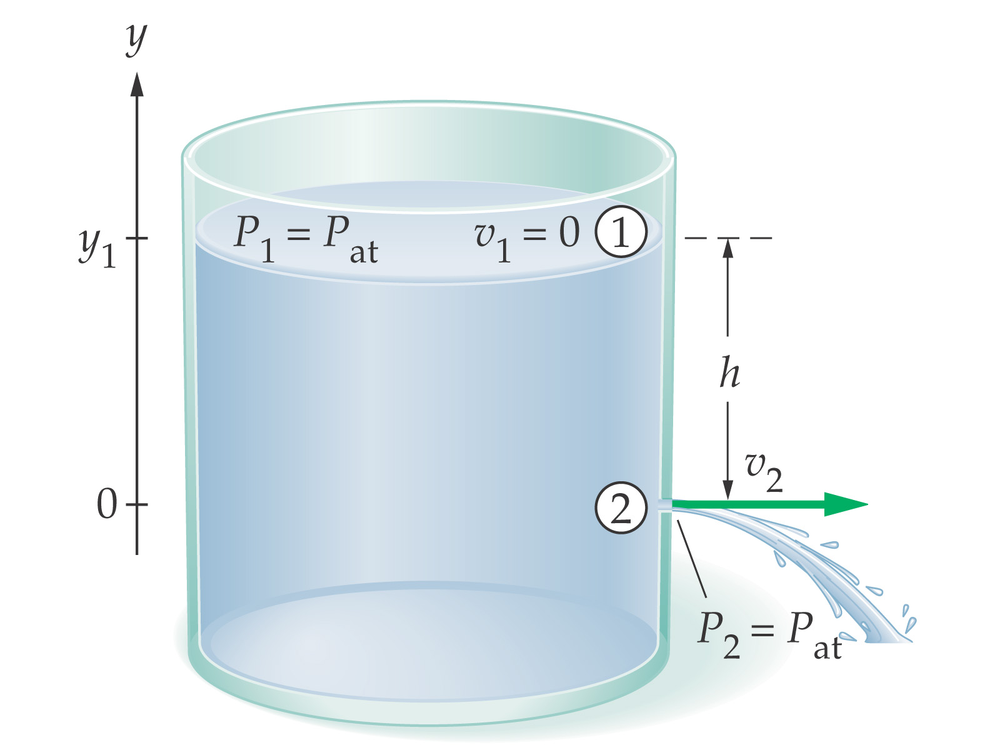 y
P₁ = Pₐₜ
v₁ = 0
1
y₁
h
v₂
0
2
P₂ = Pₐₜ